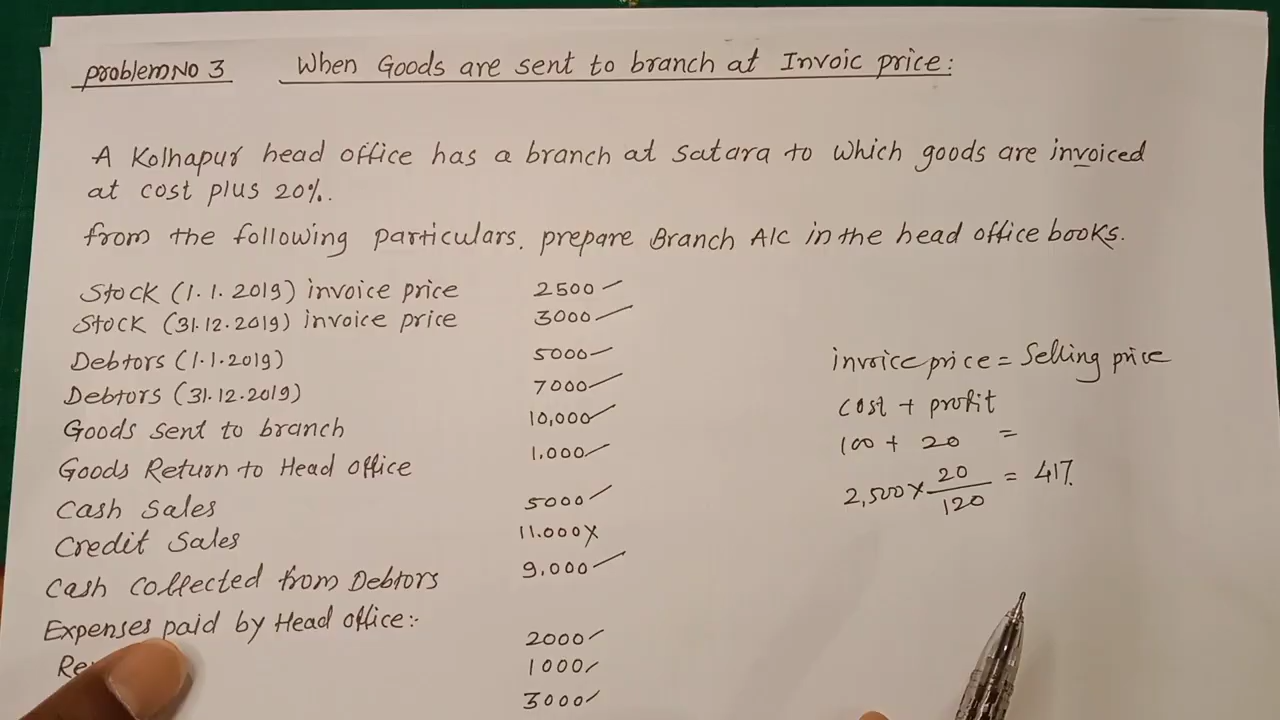 problem No 3 When Goods are sent to branch at Invoic price:
A Kolhapur head office has a branch at Satara to which goods are invoiced
at cost plus 20%.
from the following particulars. prepare Branch A/C in the head office books.
Stock (1.1.2019) invoice price 2500
Stock (31.12.2019) invoice price 3000
Debtors (1.1.2019) 5000
Debtors (31.12.2019) 7000
Goods sent to branch 10,000
Goods Return to Head office 1,000
Cash Sales 5000
Credit Sales 11.000 X
Cash collected from Debtors 9,000
Expenses paid by Head office:-
2000
1000
3000
invoice price = Selling price
Cost + profit
100 + 20 =
2,500 x 20/120 = 417.